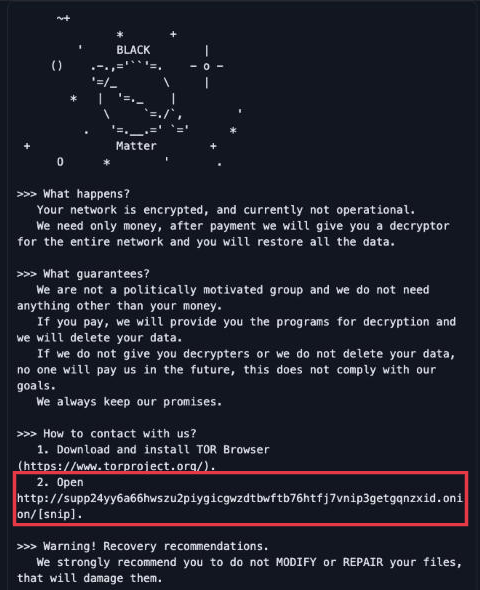 ~+
* +
' BLACK |
() .-.,='``'=. - o -
'=/_ \ |
* | '=._ |
\ `=./`, '
. '=.__.=' `=' *
+ Matter +
O * ' .
>>> What happens?
Your network is encrypted, and currently not operational.
We need only money, after payment we will give you a decryptor
for the entire network and you will restore all the data.
>>> What guarantees?
We are not a politically motivated group and we do not need
anything other than your money.
If you pay, we will provide you the programs for decryption and
we will delete your data.
If we do not give you decrypters or we do not delete your data,
no one will pay us in the future, this does not comply with our
goals.
We always keep our promises.
>>> How to contact with us?
1. Download and install TOR Browser
(https://www.torproject.org/).
2. Open
http://supp24yy6a66hwszu2piygicgwzdtbwftb76htfj7vnip3getgqnzxid.oni
on/[snip].
>>> Warning! Recovery recommendations.
We strongly recommend you to do not MODIFY or REPAIR your files,
that will damage them.